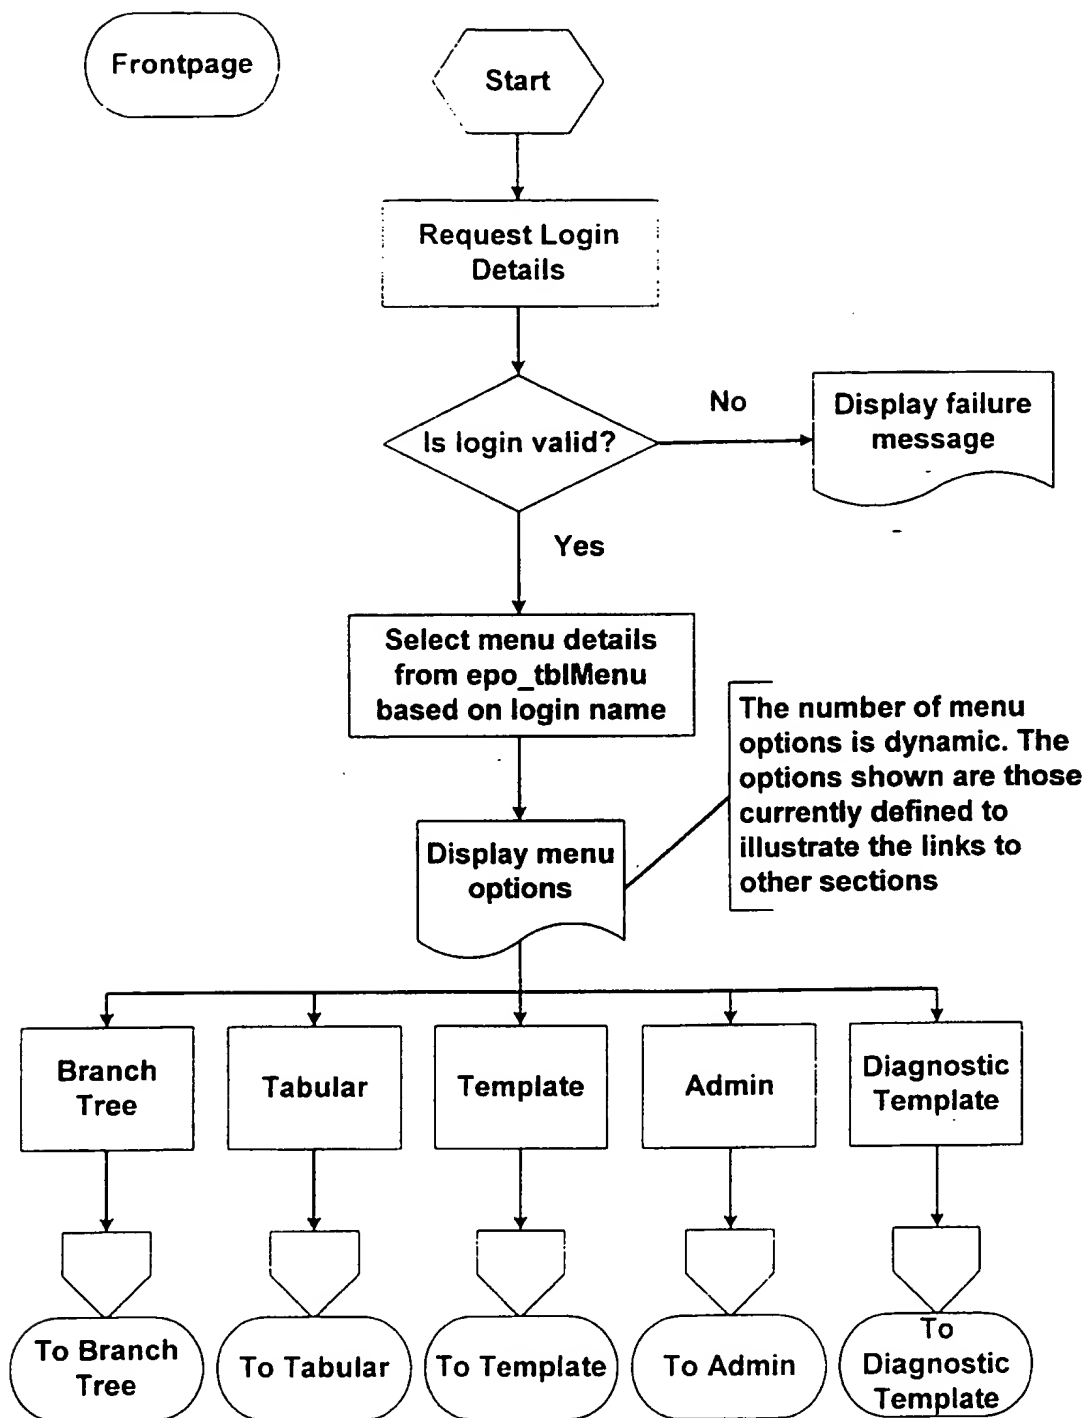 Frontpage
Start
Request Login
Details
Is login valid?
No
Display failure
message
Yes
Select menu details
from epo_tblMenu
based on login name
The number of menu
options is dynamic. The
options shown are those
currently defined to
illustrate the links to
other sections
Display menu
options
Branch
Tree
Tabular
Template
Admin
Diagnostic
Template
To Branch
Tree
To Tabular
To Template
To Admin
To
Diagnostic
Template